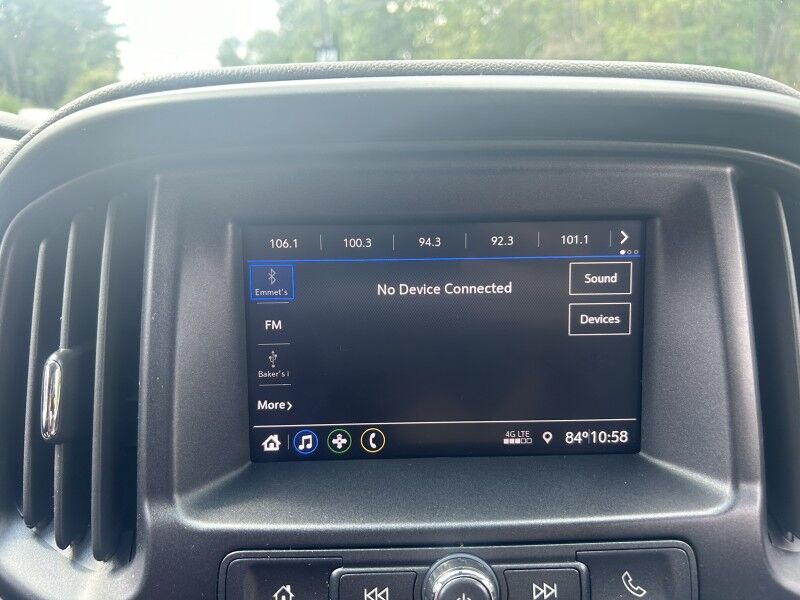 106.1 100.3 94.3 92.3 101.1
Emmet's
No Device Connected
Sound
FM
Devices
Baker's i
More
4G LTE
84° 10:58